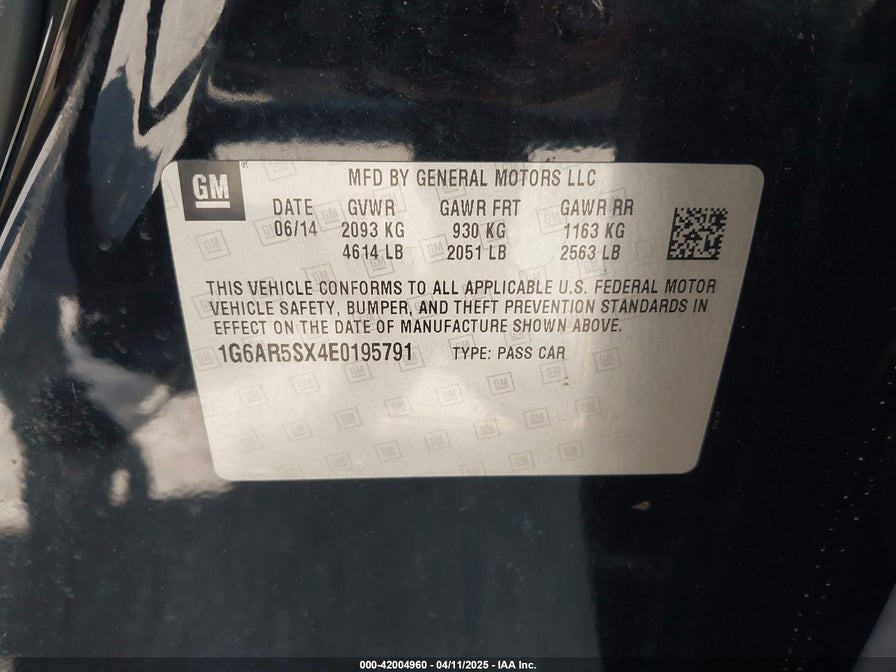 GM
MFD BY GENERAL MOTORS LLC
DATE GVWR GAWR FRT GAWR RR
06/14 2093 KG 930 KG 1163 KG
4614 LB 2051 LB 2563 LB
THIS VEHICLE CONFORMS TO ALL APPLICABLE U.S. FEDERAL MOTOR
VEHICLE SAFETY, BUMPER, AND THEFT PREVENTION STANDARDS IN
EFFECT ON THE DATE OF MANUFACTURE SHOWN ABOVE.
1G6AR5SX4E0195791 TYPE: PASS CAR
000-42004960 - 04/11/2025 - IAA Inc.